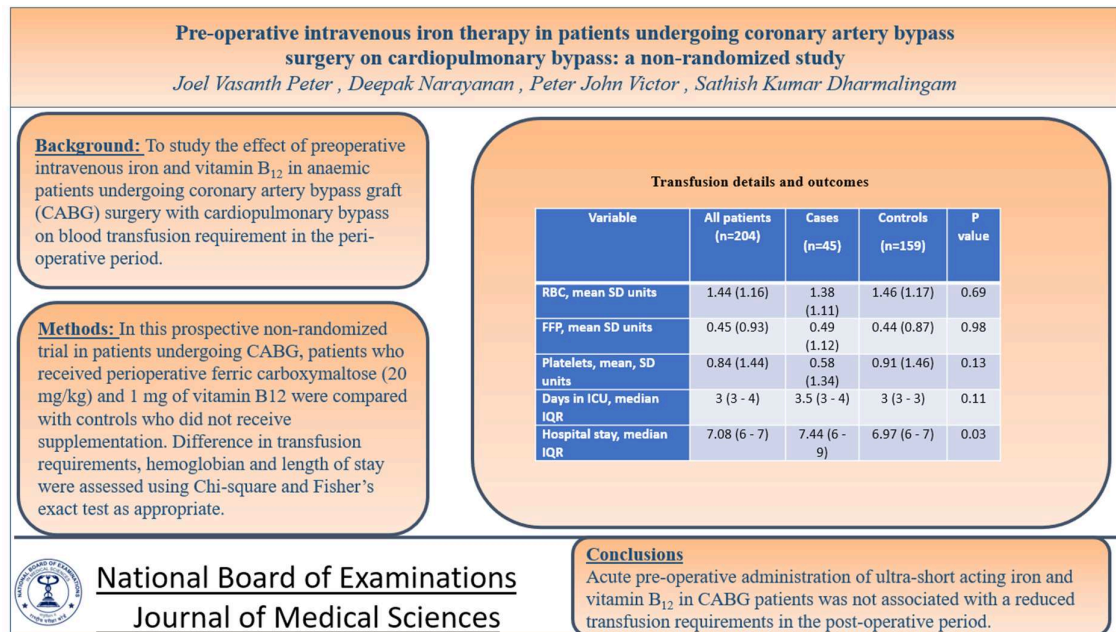 Pre-operative intravenous iron therapy in patients undergoing coronary artery bypass
surgery on cardiopulmonary bypass: a non-randomized study
Joel Vasanth Peter , Deepak Narayanan , Peter John Victor , Sathish Kumar Dharmalingam
Background: To study the effect of preoperative
intravenous iron and vitamin B12 in anaemic
patients undergoing coronary artery bypass graft
(CABG) surgery with cardiopulmonary bypass
on blood transfusion requirement in the peri-
operative period.
Methods: In this prospective non-randomized
trial in patients undergoing CABG, patients who
received perioperative ferric carboxymaltose (20
mg/kg) and 1 mg of vitamin B12 were compared
with controls who did not receive
supplementation. Difference in transfusion
requirements, hemoglobian and length of stay
were assessed using Chi-square and Fisher's
exact test as appropriate.
Transfusion details and outcomes
Variable All patients Cases Controls P
(n=204) (n=45) (n=159) value
RBC, mean SD units 1.44 (1.16) 1.38 1.46 (1.17) 0.69
(1.11)
FFP, mean SD units 0.45 (0.93) 0.49 0.44 (0.87) 0.98
(1.12)
Platelets, mean, SD 0.84 (1.44) 0.58 0.91 (1.46) 0.13
units (1.34)
Days in ICU, median 3 (3 - 4) 3.5 (3 - 4) 3 (3 - 3) 0.11
IQR
Hospital stay, median 7.08 (6 - 7) 7.44 (6 - 6.97 (6 - 7) 0.03
IQR 9)
National Board of Examinations
Journal of Medical Sciences
Conclusions
Acute pre-operative administration of ultra-short acting iron and
vitamin B12 in CABG patients was not associated with a reduced
transfusion requirements in the post-operative period.